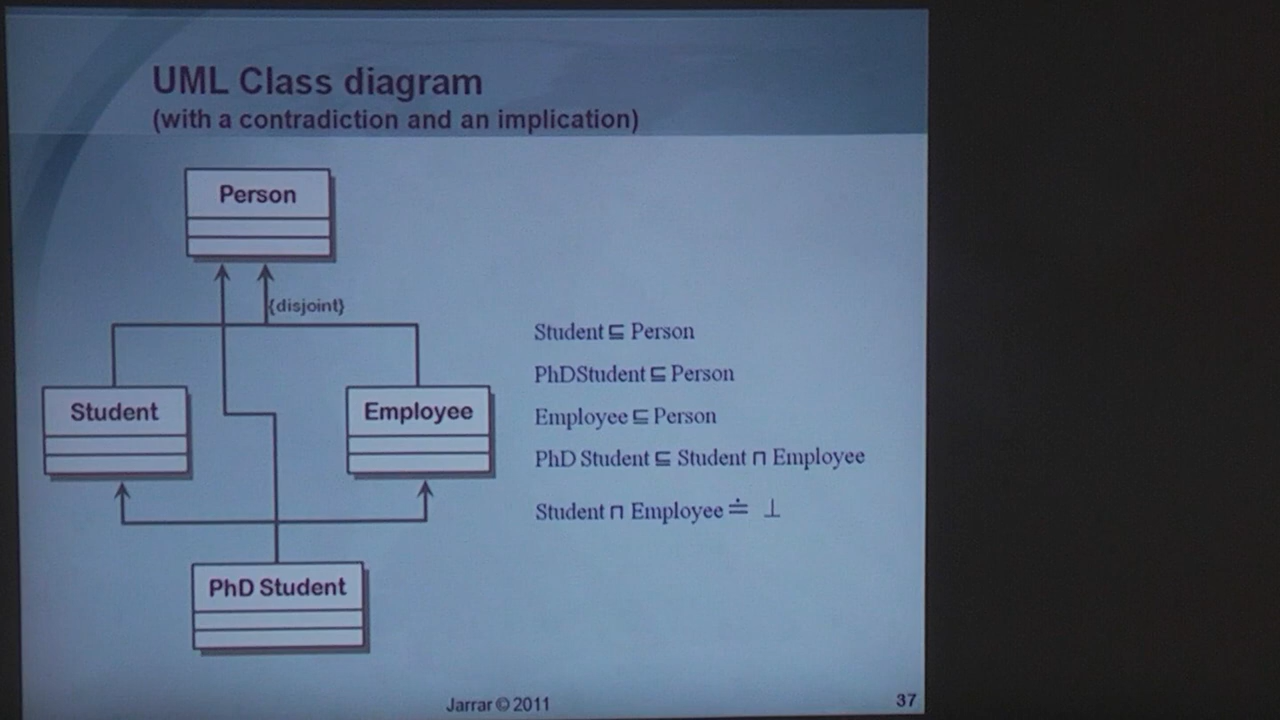 UML Class diagram
(with a contradiction and an implication)
Person
{disjoint}
Student
Employee
PhD Student
Student ⊑ Person
PhDStudent ⊑ Person
Employee ⊑ Person
PhD Student ⊑ Student ⊓ Employee
Student ⊓ Employee ≐ ⊥
Jarrar © 2011
37